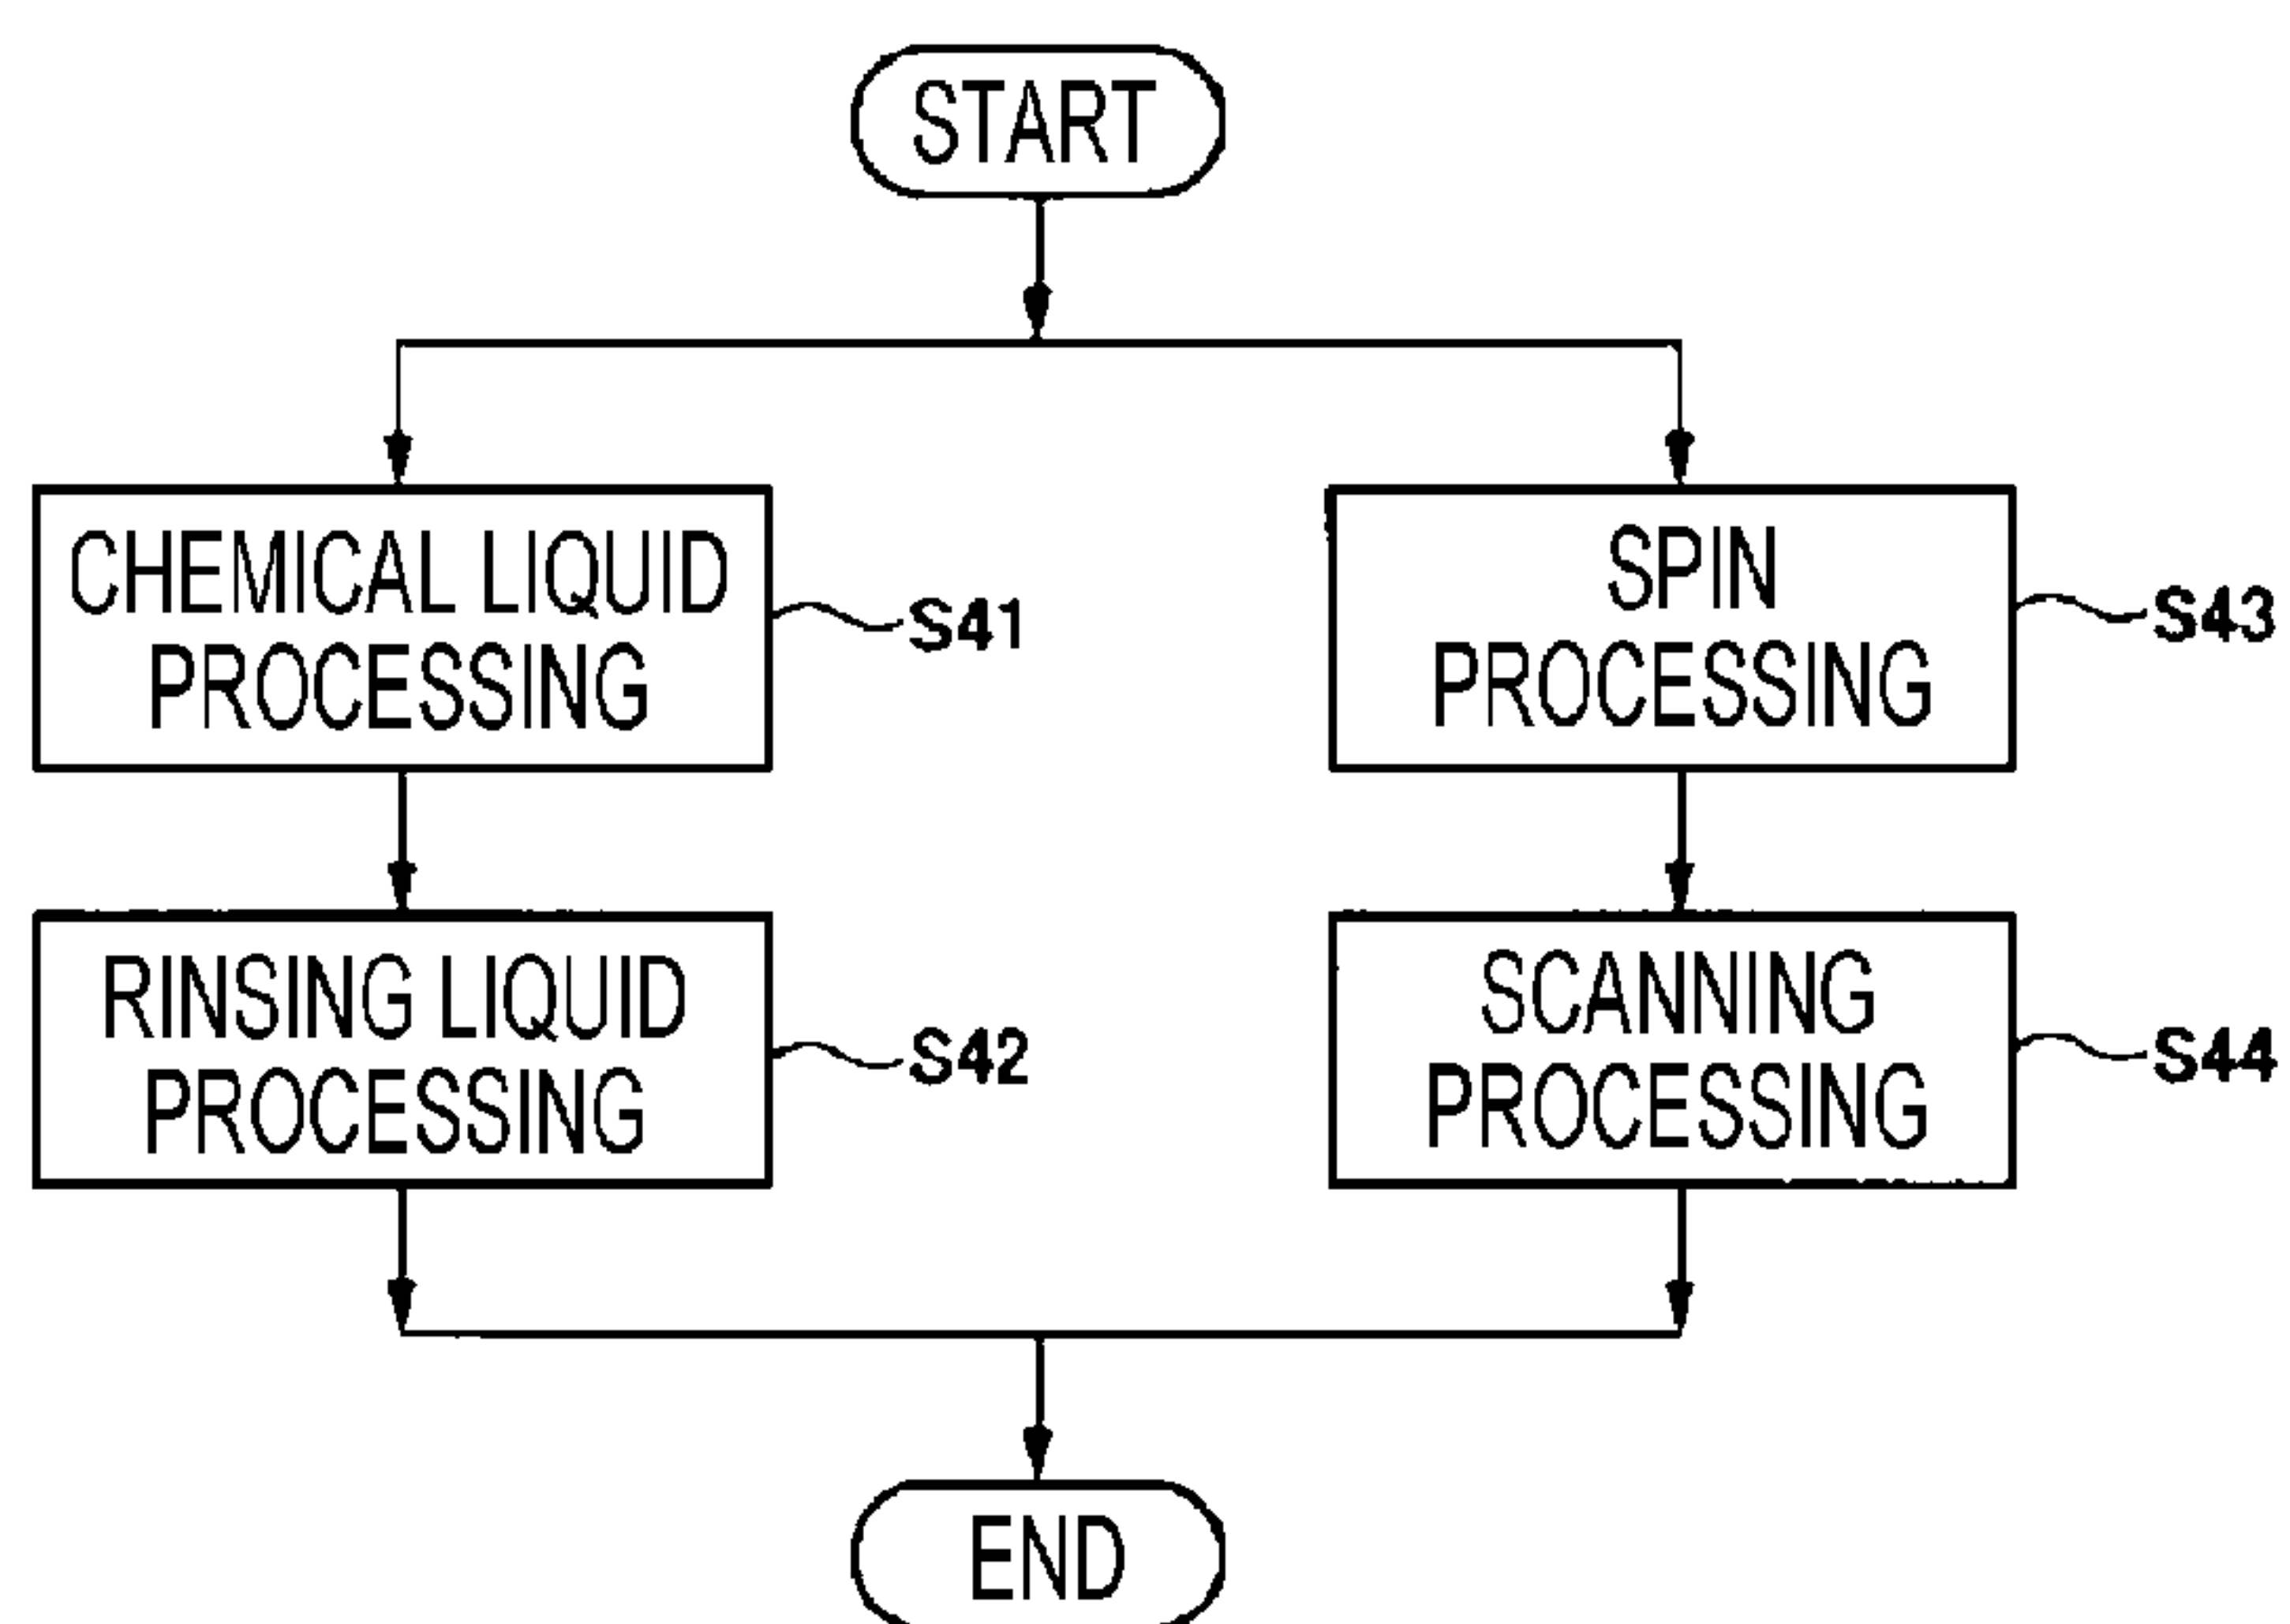 START
CHEMICAL LIQUID
PROCESSING
S41
SPIN
PROCESSING
S43
RINSING LIQUID
PROCESSING
S42
SCANNING
PROCESSING
S44
END